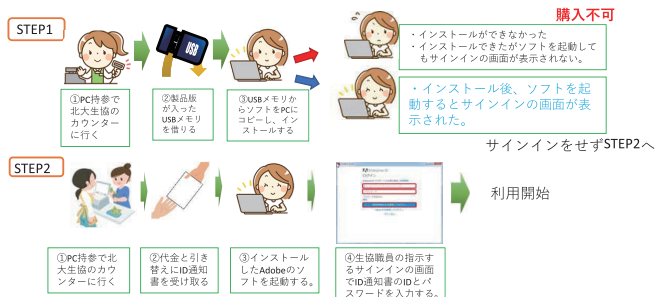 購入不可
STEP1
・インストールができなかった
・インストールできたがソフトを起動して
もサインインの画面が表示されない。
USB
・インストール後、ソフトを起
動するとサインインの画面が表
示された。
①PC持参で
北大生協の
カウンター
に行く
②製品版
が入った
USBメモリ
を借りる
③USBメモリか
らソフトをPCに
コピーし、イン
ストールする
サインインをせずSTEP2へ
STEP2
利用開始
①PC持参で北
大生協のカウ
ンターに行く
②代金と引き
替えにID通知
書を受け取る
③インストール
したAdobeのソ
フトを起動する。
④生協職員の指示す
るサインインの画面
でID通知書のIDとパ
スワードを入力する。